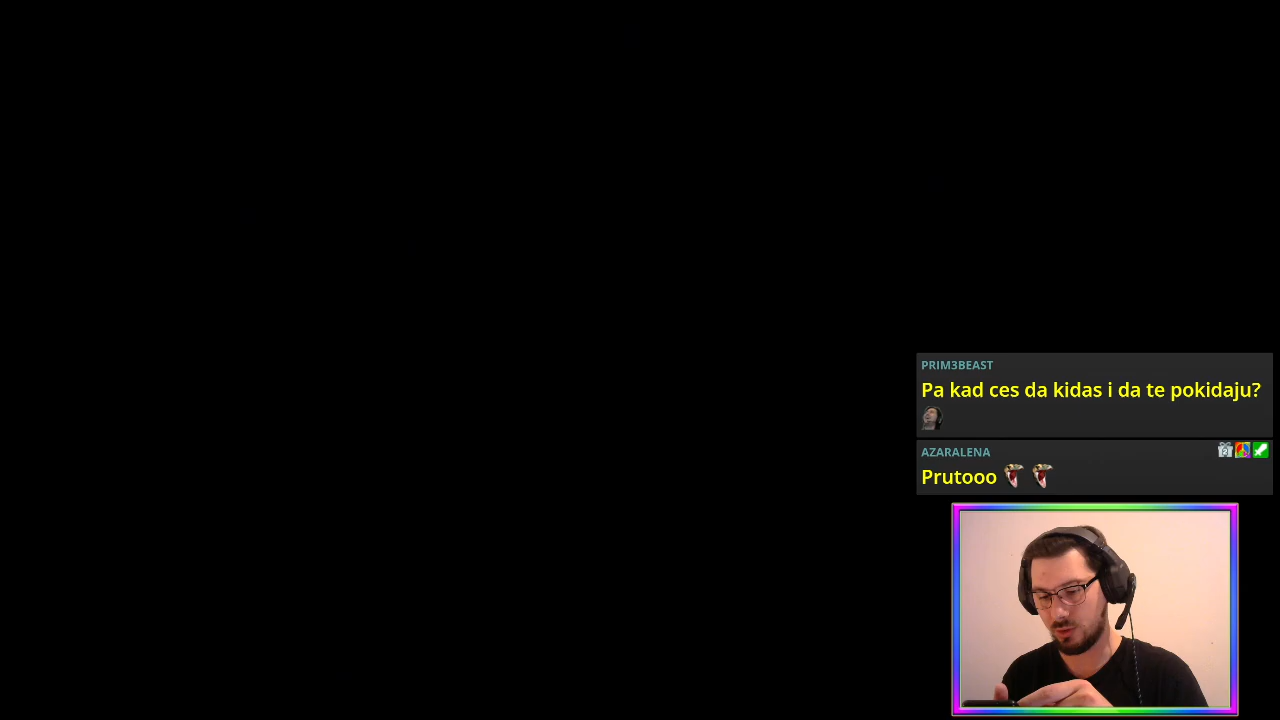 PRIM3BEAST
Pa kad ces da kidas i da te pokidaju?
AZARALENA
Prutooo